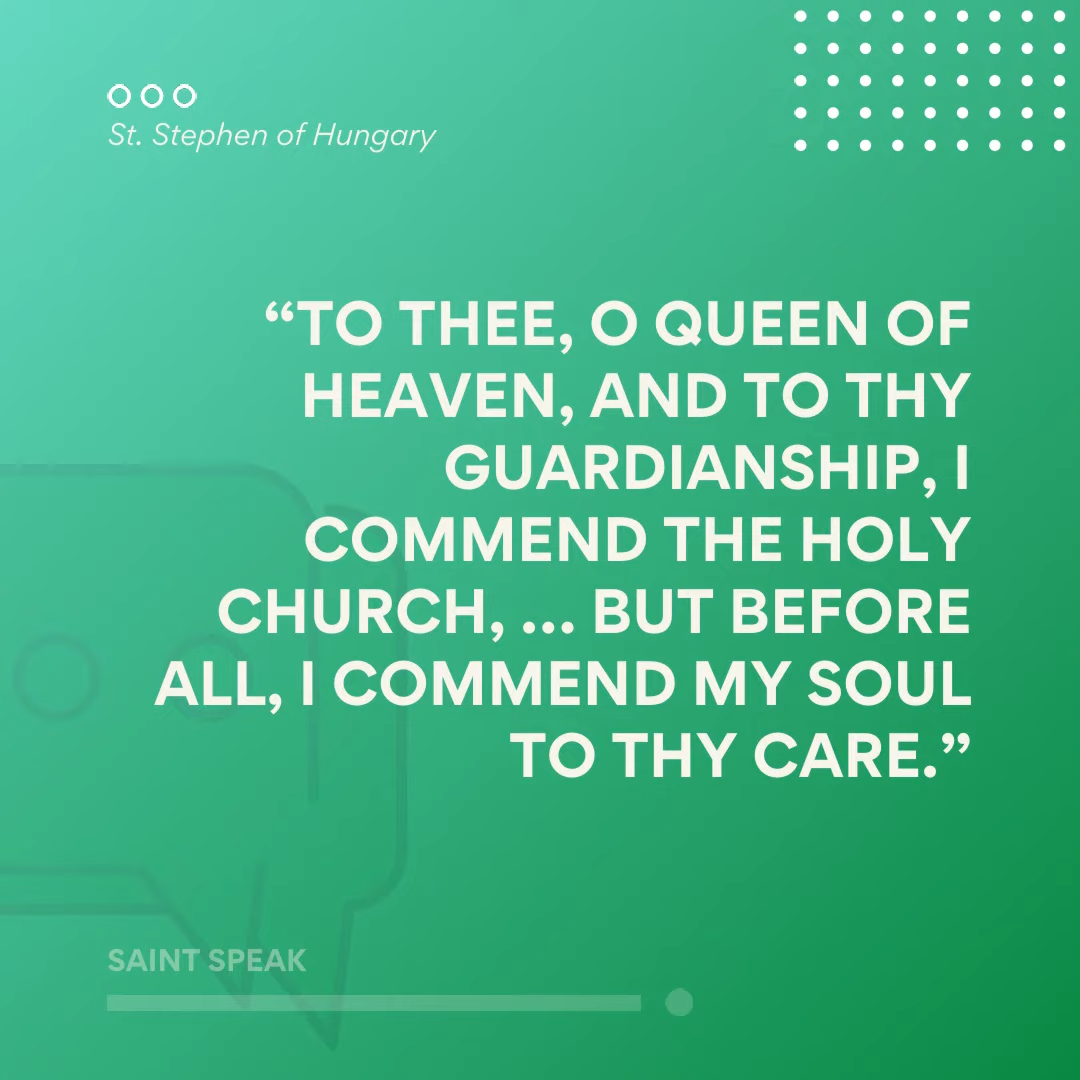 St. Stephen of Hungary
“TO THEE, O QUEEN OF
HEAVEN, AND TO THY
GUARDIANSHIP, I
COMMEND THE HOLY
CHURCH, ... BUT BEFORE
ALL, I COMMEND MY SOUL
TO THY CARE.”
SAINT SPEAK